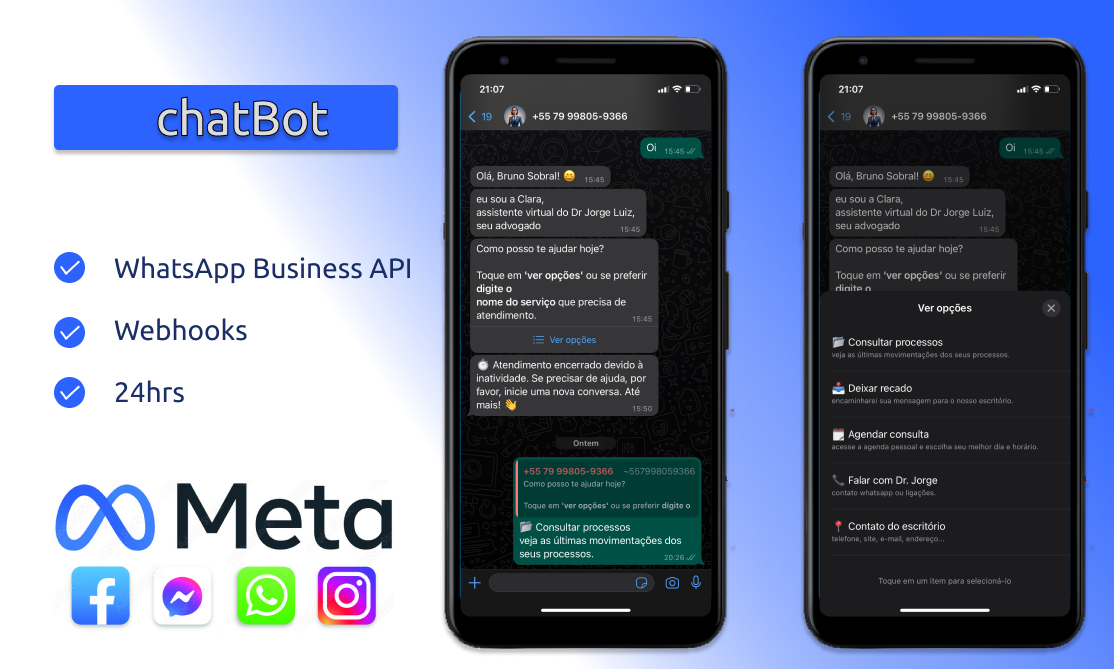 chatBot
WhatsApp Business API
Webhooks
24hrs
Meta
21:07
19
+55 79 99805-9366
Oi 15:45
Olá, Bruno Sobral! 😀 15:45
eu sou a Clara,
assistente virtual do Dr Jorge Luiz,
seu advogado
15:45
Como posso te ajudar hoje?
Toque em 'ver opções' ou se preferir
digite o
nome do serviço que precisa de
atendimento.
15:45
Ver opções
⏱️ Atendimento encerrado devido à
inatividade. Se precisar de ajuda, por
favor, inicie uma nova conversa. Até
mais! 👋
15:50
Ontem
+55 79 99805-9366 ~557998059366
Como posso te ajudar hoje?
Toque em 'ver opções' ou se preferir digite o
📂 Consultar processos
veja as últimas movimentações dos
seus processos.
20:26
21:07
19
+55 79 99805-9366
Oi 15:45
Olá, Bruno Sobral! 😀 15:45
eu sou a Clara,
assistente virtual do Dr Jorge Luiz,
seu advogado
15:45
Como posso te ajudar hoje?
Toque em 'ver opções' ou se preferir
digite o
Ver opções
📂 Consultar processos
veja as últimas movimentações dos seus processos.
📥 Deixar recado
encaminharei sua mensagem para o nosso escritório.
🗓️ Agendar consulta
acesse a agenda pessoal e escolha seu melhor dia e horário.
📞 Falar com Dr. Jorge
contato whatsapp ou ligações.
📍 Contato do escritório
telefone, site, e-mail, endereço...
Toque em um item para selecioná-lo